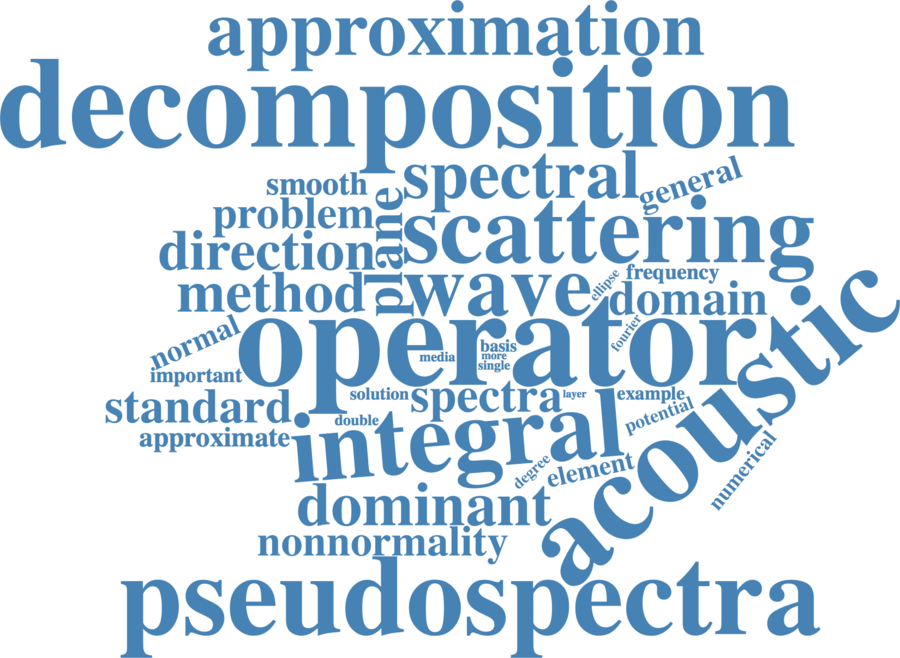 approximation
decomposition
smooth
spectral
general
problem
plane
scattering
direction
method
wave
ellipse
frequency
domain
normal
operator
fourier
acoustic
media
basis
more
single
important
standard
solution
spectra
layer
example
approximate
double
integral
potential
degree
element
numerical
dominant
nonnormality
pseudospectra